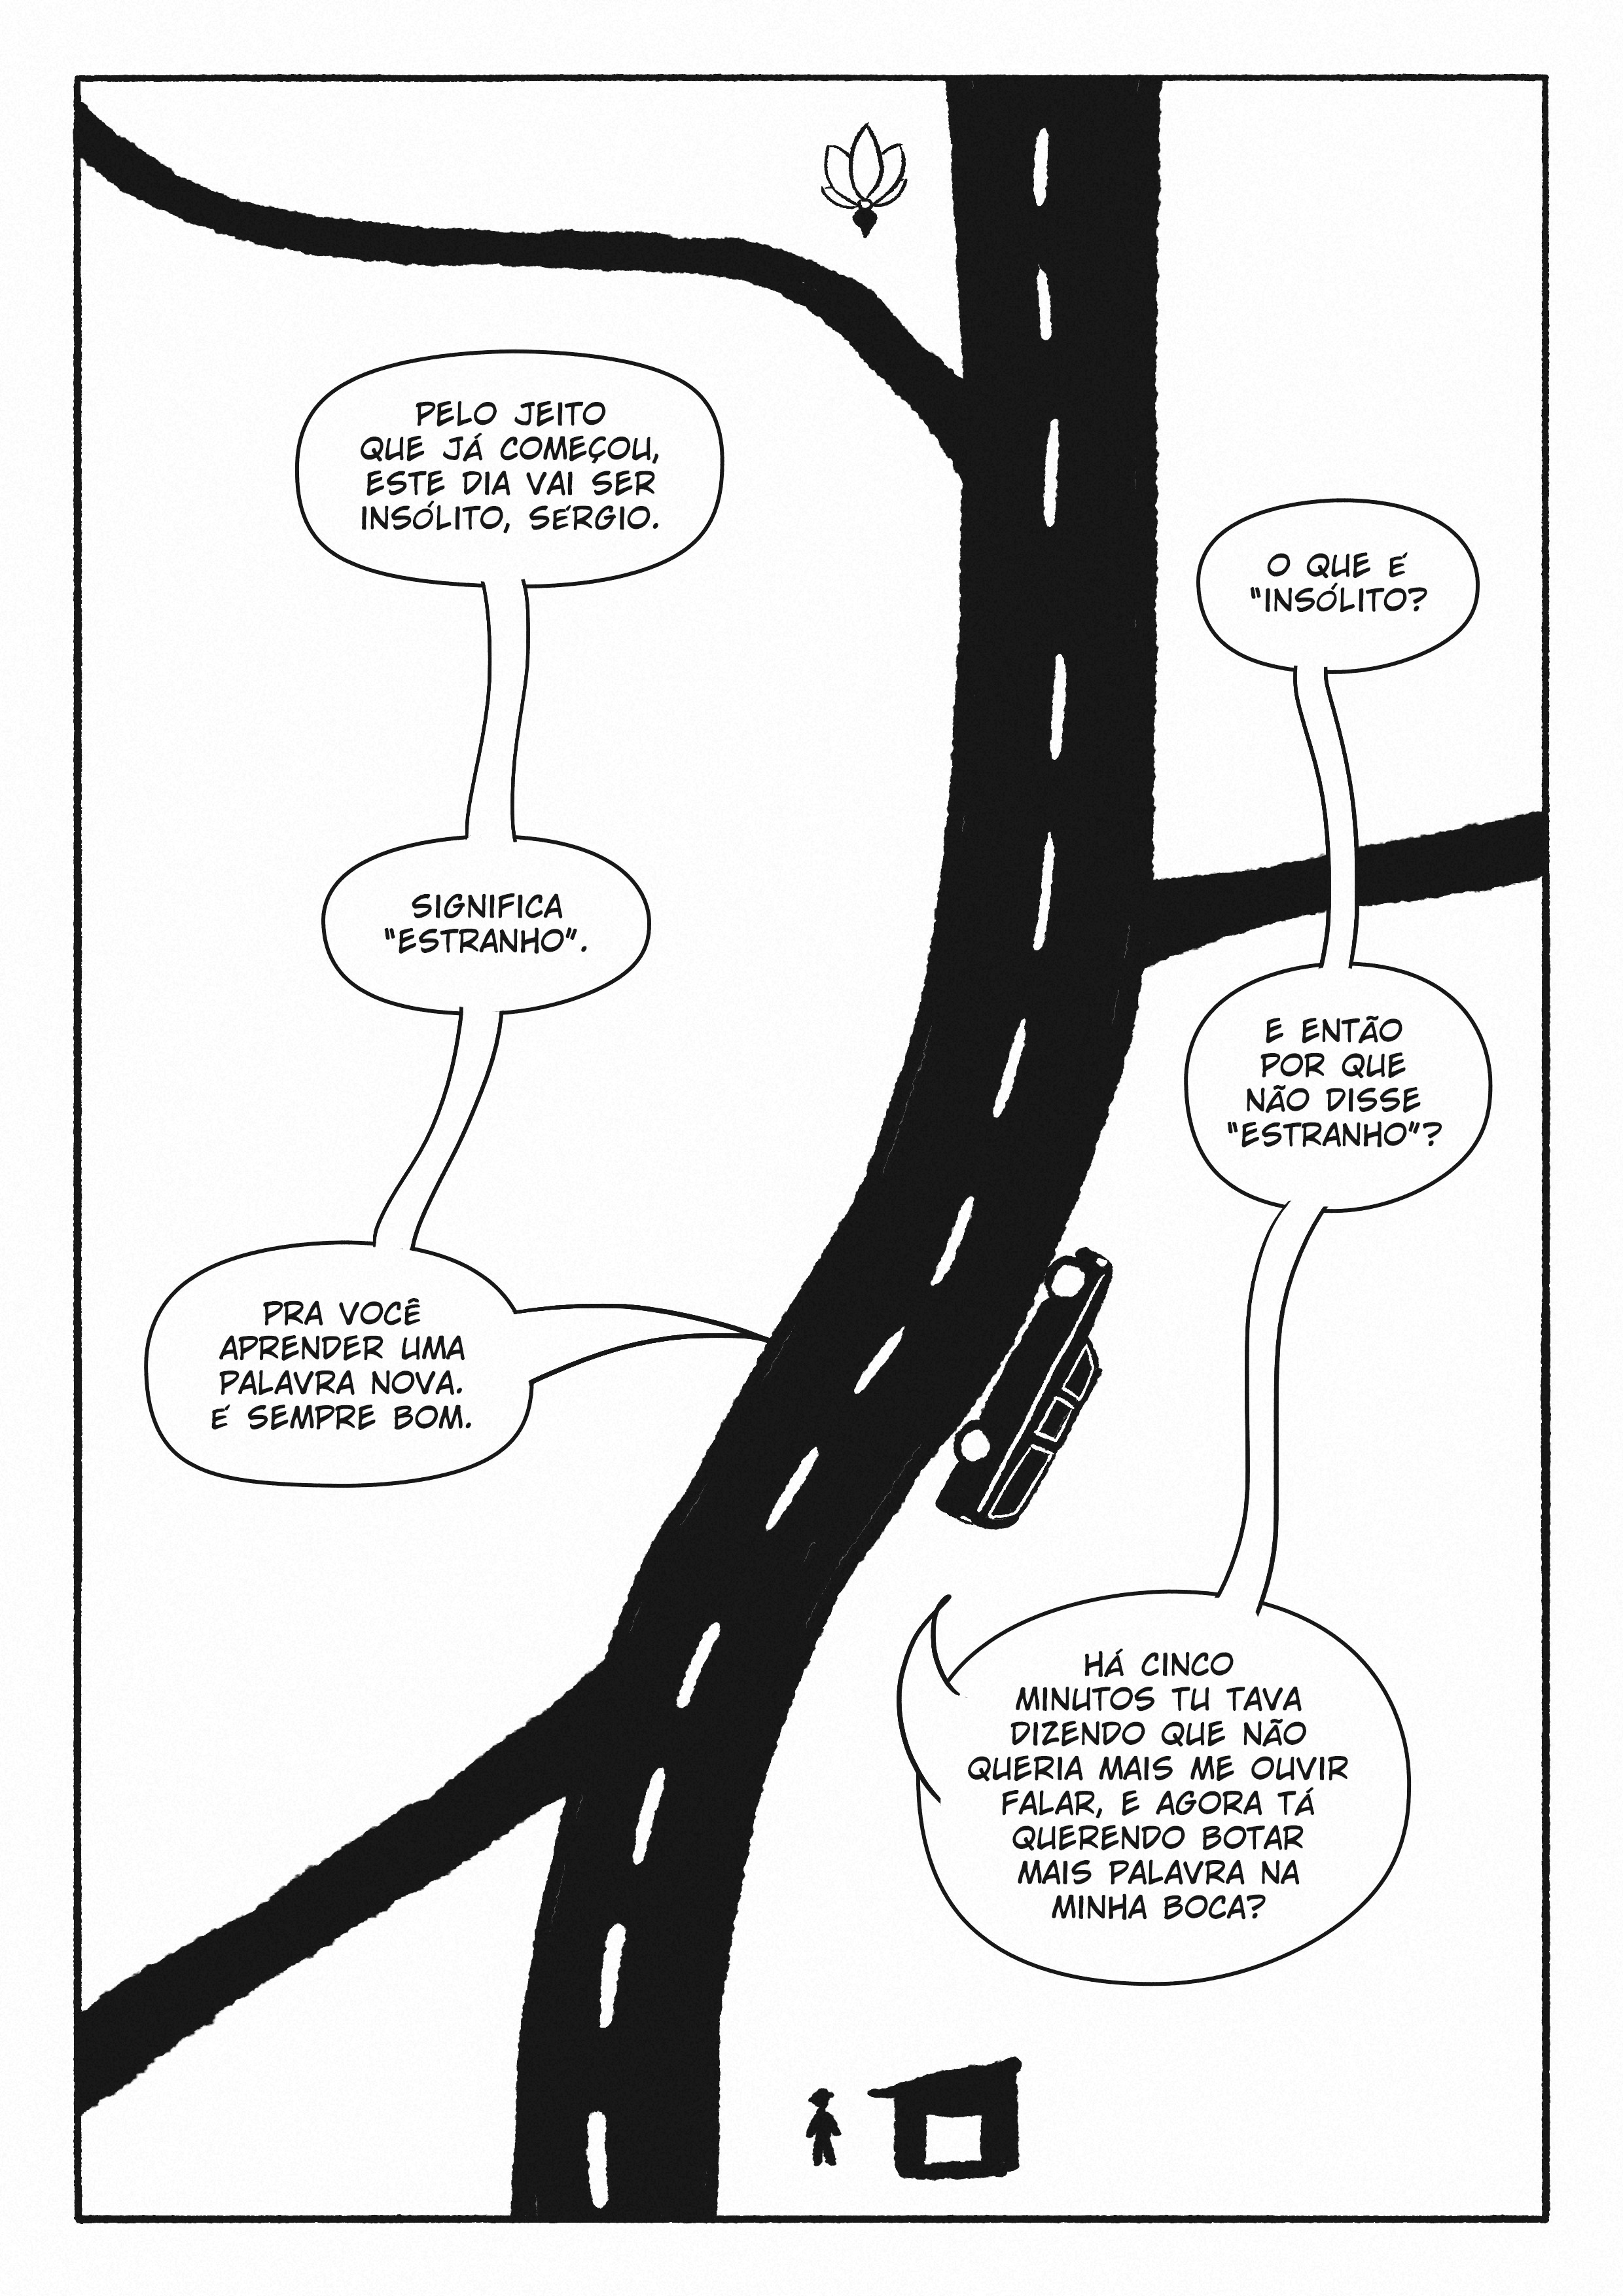 PELO JEITO
QUE JÁ COMEÇOU,
ESTE DIA VAI SER
INSÓLITO, SÉRGIO.
O QUE É
"INSÓLITO?
SIGNIFICA
"ESTRANHO".
E ENTÃO
POR QUE
NÃO DISSE
"ESTRANHO"?
PRA VOCÊ
APRENDER UMA
PALAVRA NOVA.
É SEMPRE BOM.
HÁ CINCO
MINUTOS TU TAVA
DIZENDO QUE NÃO
QUERIA MAIS ME OUVIR
FALAR, E AGORA TÁ
QUERENDO BOTAR
MAIS PALAVRA NA
MINHA BOCA?